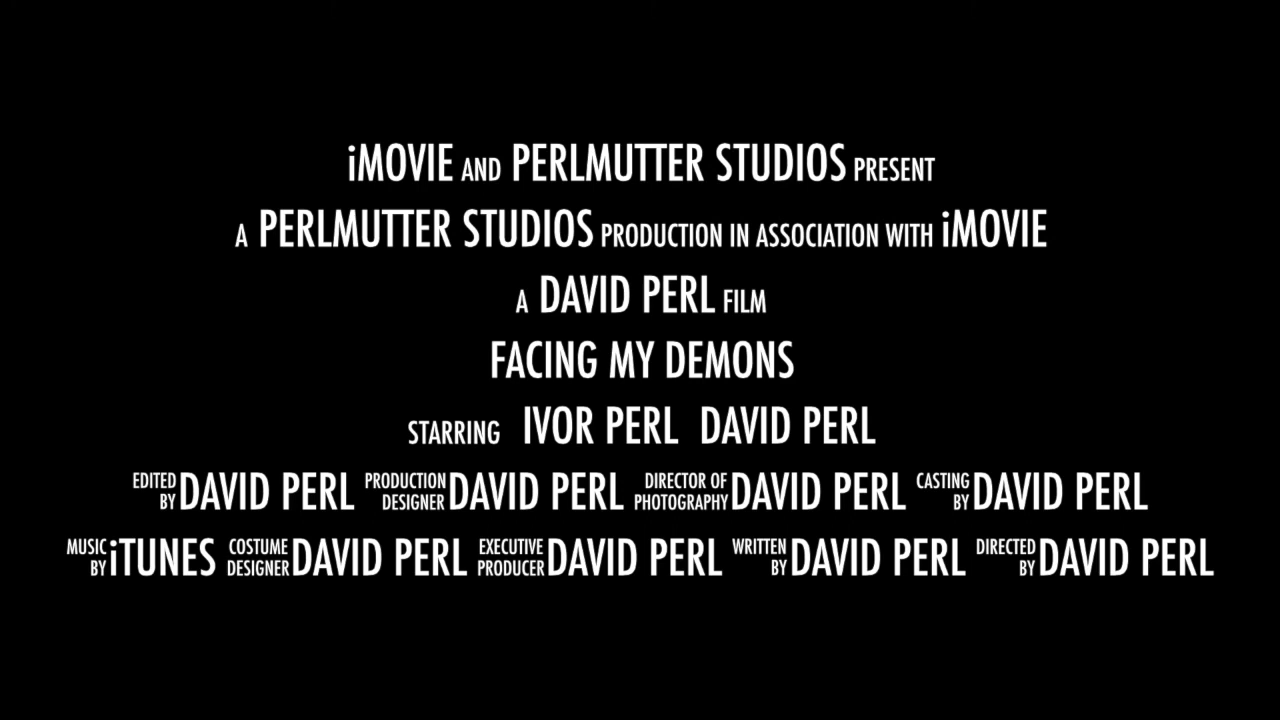 iMOVIE AND PERLMUTTER STUDIOS PRESENT
A PERLMUTTER STUDIOS PRODUCTION IN ASSOCIATION WITH iMOVIE
A DAVID PERL FILM
FACING MY DEMONS
STARRING IVOR PERL DAVID PERL
EDITED BY DAVID PERL PRODUCTION DESIGNER DAVID PERL DIRECTOR OF PHOTOGRAPHY DAVID PERL CASTING BY DAVID PERL
MUSIC BY iTUNES COSTUME DESIGNER DAVID PERL EXECUTIVE PRODUCER DAVID PERL WRITTEN BY DAVID PERL DIRECTED BY DAVID PERL